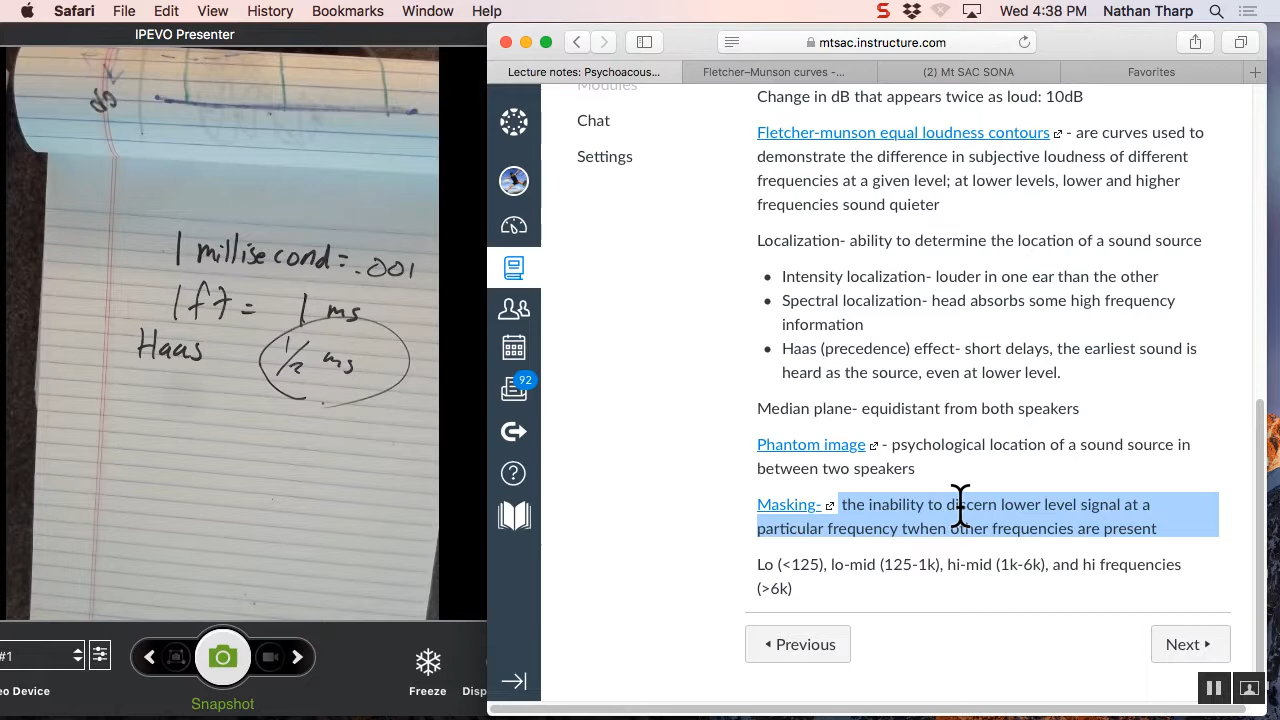 Safari File Edit View History Bookmarks Window Help
Wed 4:38 PM Nathan Tharp
IPEVO Presenter
mtsac.instructure.com
Lecture notes: Psychoacous...
Fletcher–Munson curves -...
(2) Mt SAC SONA
Favorites
dB
1 millisecond = .001
1 ft = 1 ms
Haas 1/2 ms
#1
eo Device
Snapshot
Freeze
Disp
92
Modules
Chat
Settings
Change in dB that appears twice as loud: 10dB
Fletcher-munson equal loudness contours - are curves used to
demonstrate the difference in subjective loudness of different
frequencies at a given level; at lower levels, lower and higher
frequencies sound quieter
Localization- ability to determine the location of a sound source
• Intensity localization- louder in one ear than the other
• Spectral localization- head absorbs some high frequency
information
• Haas (precedence) effect- short delays, the earliest sound is
heard as the source, even at lower level.
Median plane- equidistant from both speakers
Phantom image - psychological location of a sound source in
between two speakers
Masking- the inability to discern lower level signal at a
particular frequency twhen other frequencies are present
Lo (<125), lo-mid (125-1k), hi-mid (1k-6k), and hi frequencies
(>6k)
Previous
Next